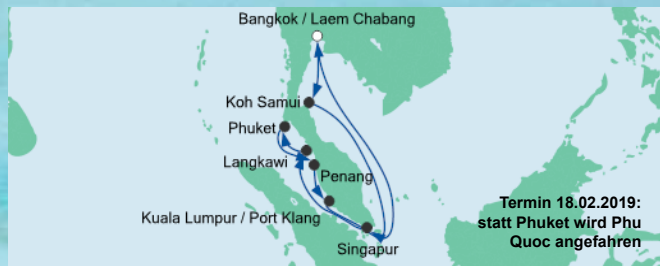 Bangkok / Laem Chabang
Koh Samui
Phuket
Langkawi
Penang
Kuala Lumpur / Port Klang
Singapur
Termin 18.02.2019:
statt Phuket wird Phu
Quoc angefahren